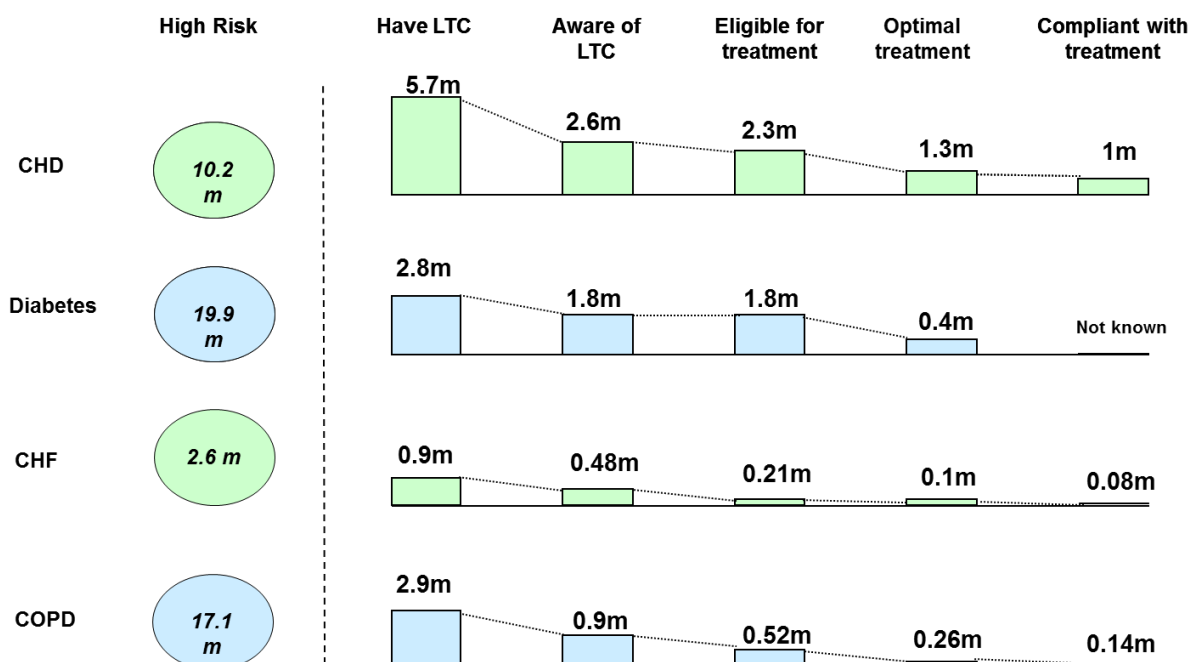 High Risk
Have LTC
Aware of
LTC
Eligible for
treatment
Optimal
treatment
Compliant with
treatment
CHD
10.2
m
5.7m
2.6m
2.3m
1.3m
1m
Diabetes
19.9
m
2.8m
1.8m
1.8m
0.4m
Not known
CHF
2.6 m
0.9m
0.48m
0.21m
0.1m
0.08m
COPD
17.1
m
2.9m
0.9m
0.52m
0.26m
0.14m